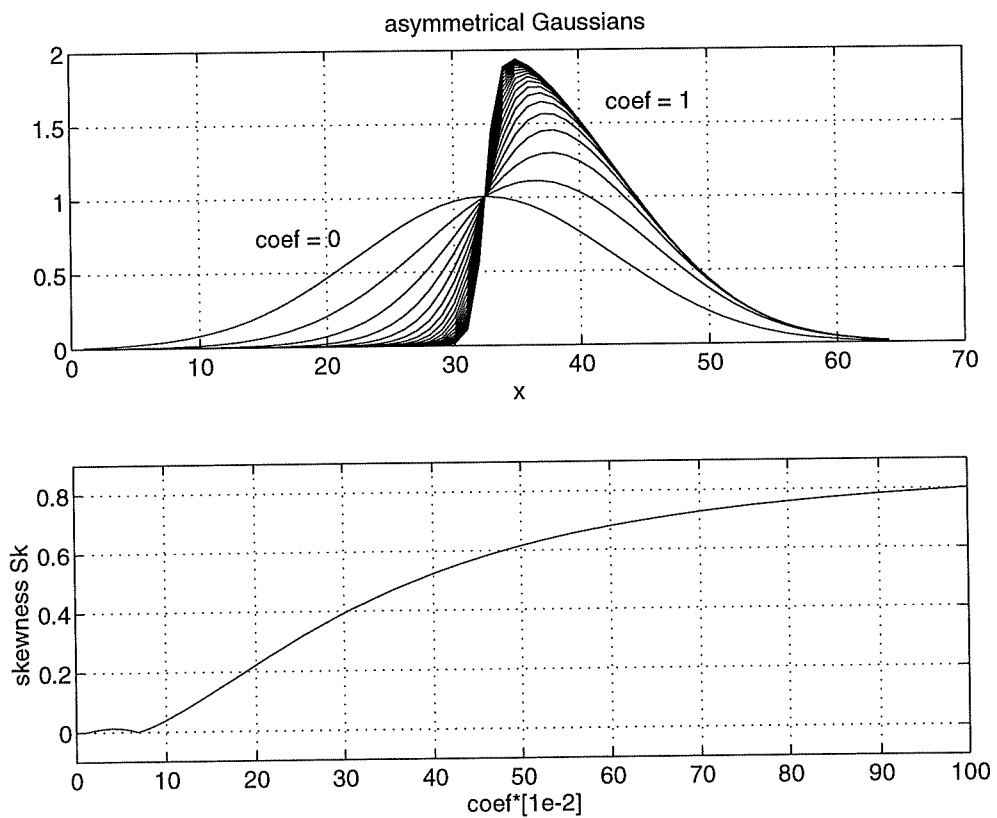 asymmetrical Gaussians
2
1.5
1
0.5
0
coef = 1
coef = 0
0 10 20 30 40 50 60 70
x
skewness Sk
0.8
0.6
0.4
0.2
0
0 10 20 30 40 50 60 70 80 90 100
coef*[1e-2]